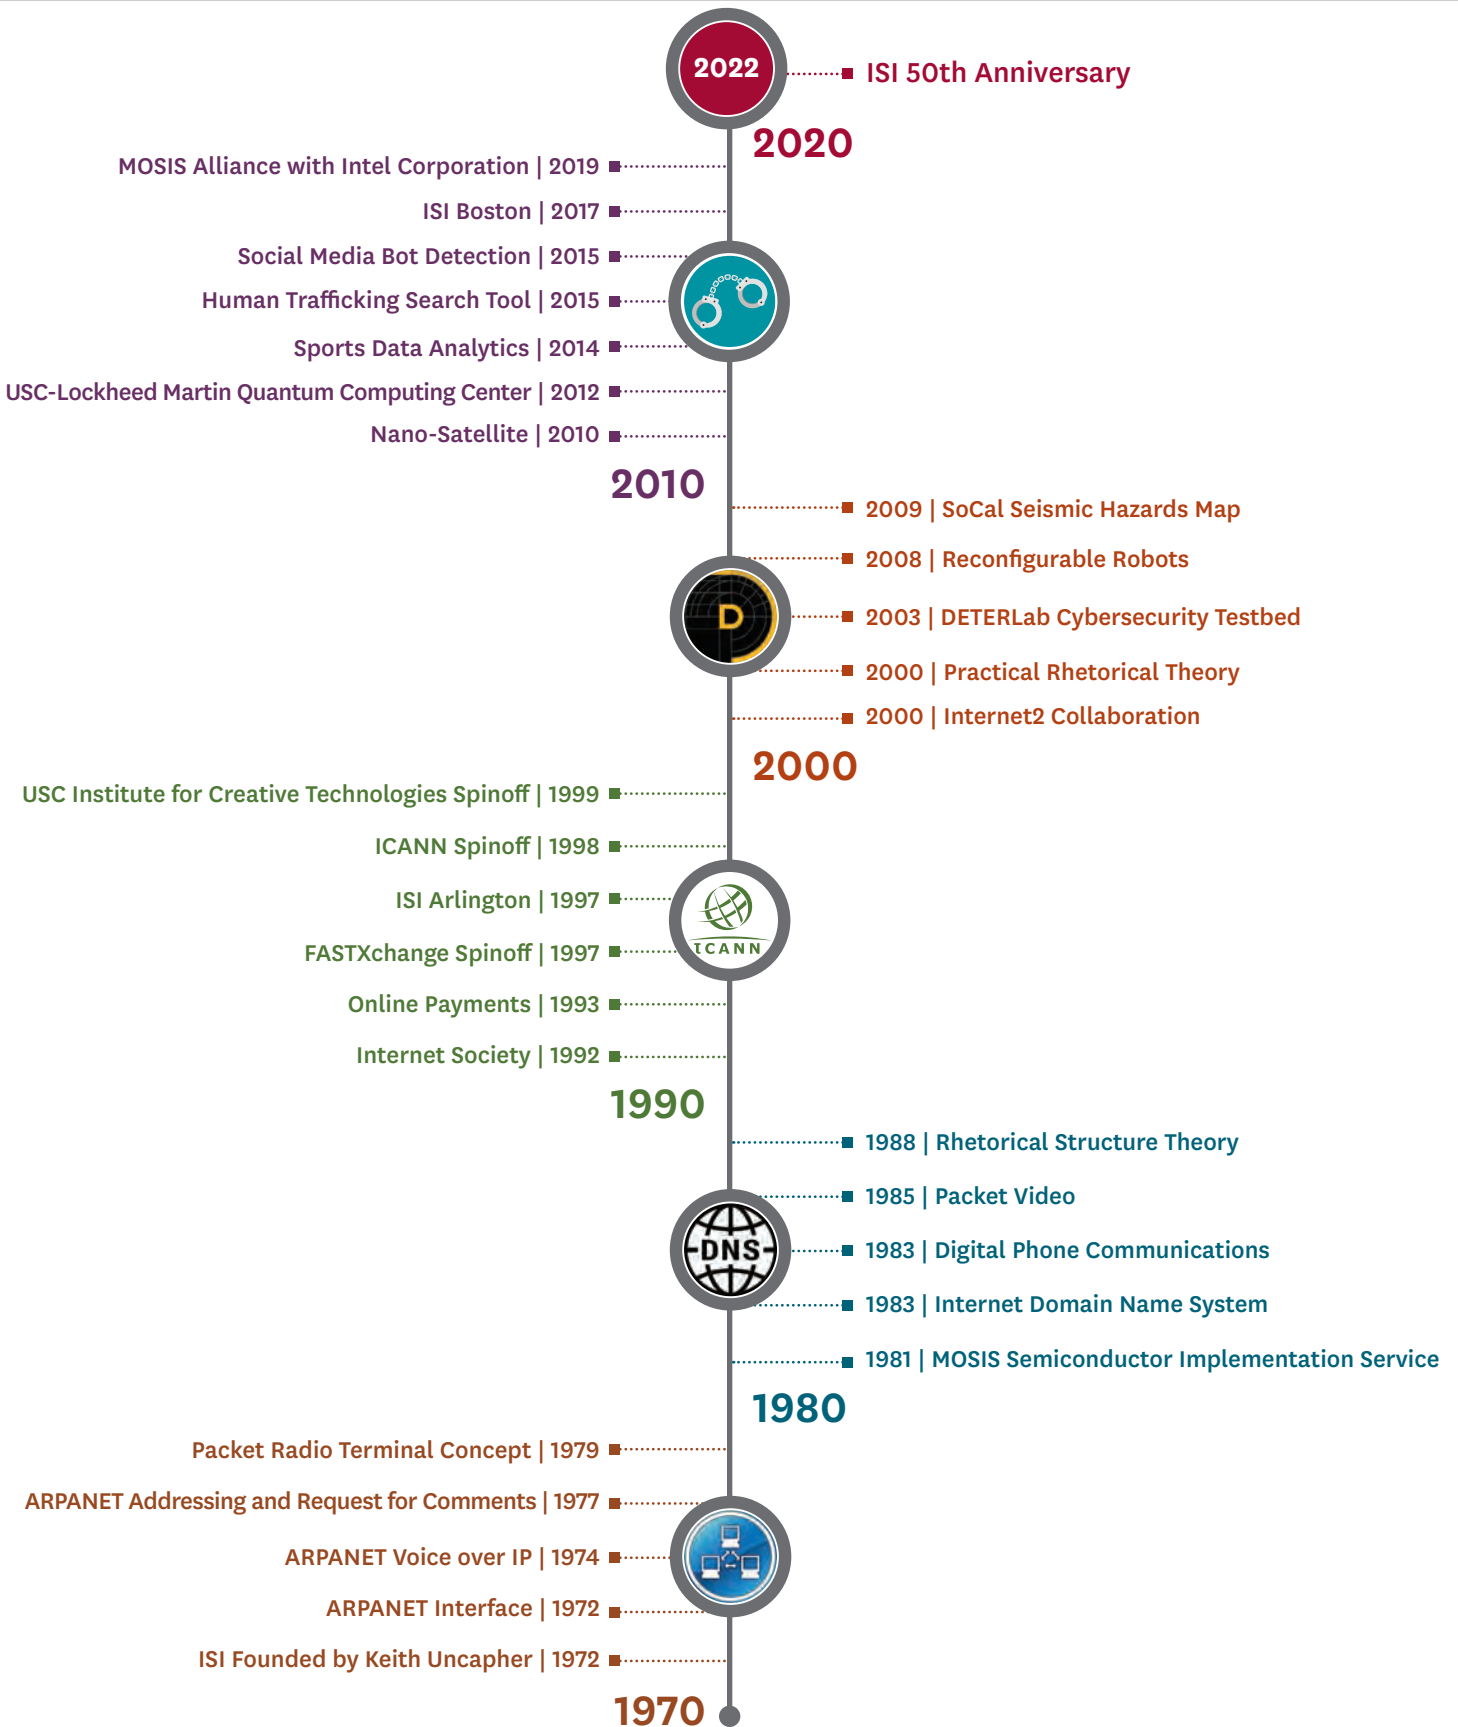 2022
ISI 50th Anniversary
2020
MOSIS Alliance with Intel Corporation | 2019
ISI Boston | 2017
Social Media Bot Detection | 2015
Human Trafficking Search Tool | 2015
Sports Data Analytics | 2014
USC-Lockheed Martin Quantum Computing Center | 2012
Nano-Satellite | 2010
2010
2009 | SoCal Seismic Hazards Map
2008 | Reconfigurable Robots
D
2003 | DETERLab Cybersecurity Testbed
2000 | Practical Rhetorical Theory
2000 | Internet2 Collaboration
2000
USC Institute for Creative Technologies Spinoff | 1999
ICANN Spinoff | 1998
ISI Arlington | 1997
FASTXchange Spinoff | 1997
ICANN
Online Payments | 1993
Internet Society | 1992
1990
1988 | Rhetorical Structure Theory
1985 | Packet Video
DNS
1983 | Digital Phone Communications
1983 | Internet Domain Name System
1981 | MOSIS Semiconductor Implementation Service
1980
Packet Radio Terminal Concept | 1979
ARPANET Addressing and Request for Comments | 1977
ARPANET Voice over IP | 1974
ARPANET Interface | 1972
ISI Founded by Keith Uncapher | 1972
1970